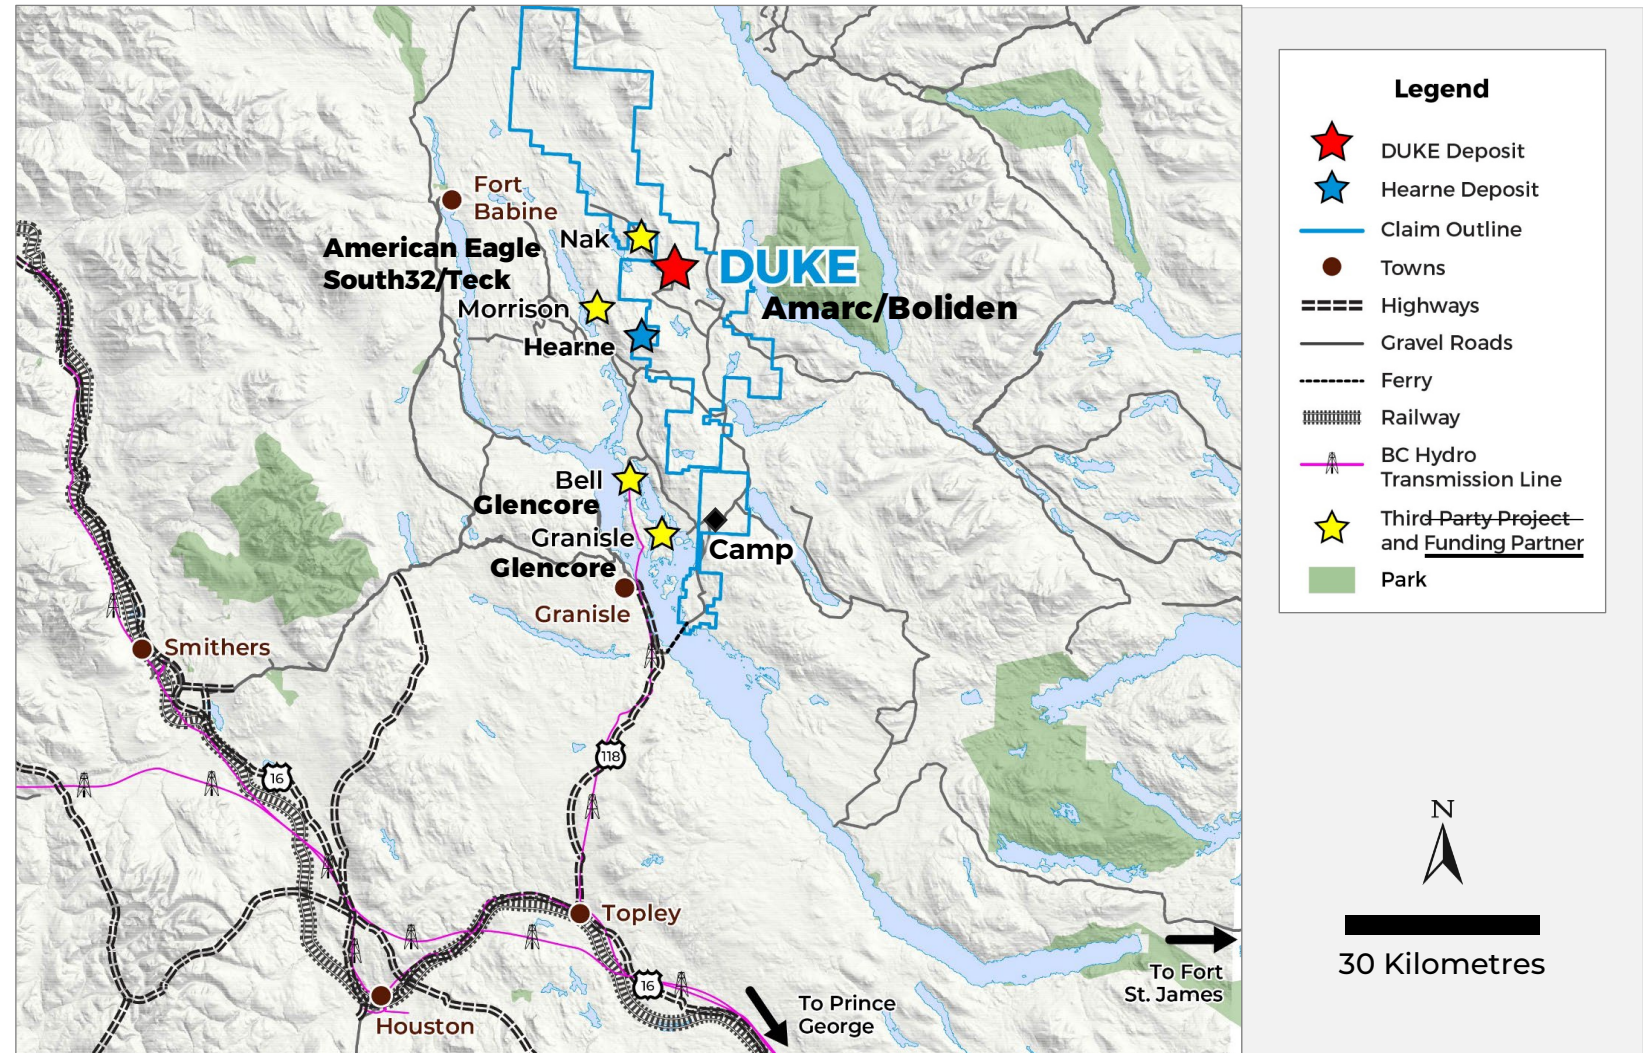 Fort
Babine
American Eagle
South32/Teck
Nak
DUKE
Amarc/Boliden
Morrison
Hearne
Bell
Glencore
Granisle
Glencore
Camp
Granisle
Smithers
118
16
Topley
16
Houston
To Prince
George
To Fort
St. James
Legend
DUKE Deposit
Hearne Deposit
Claim Outline
Towns
Highways
Gravel Roads
Ferry
Railway
BC Hydro
Transmission Line
Third Party Project
and Funding Partner
Park
N
30 Kilometres